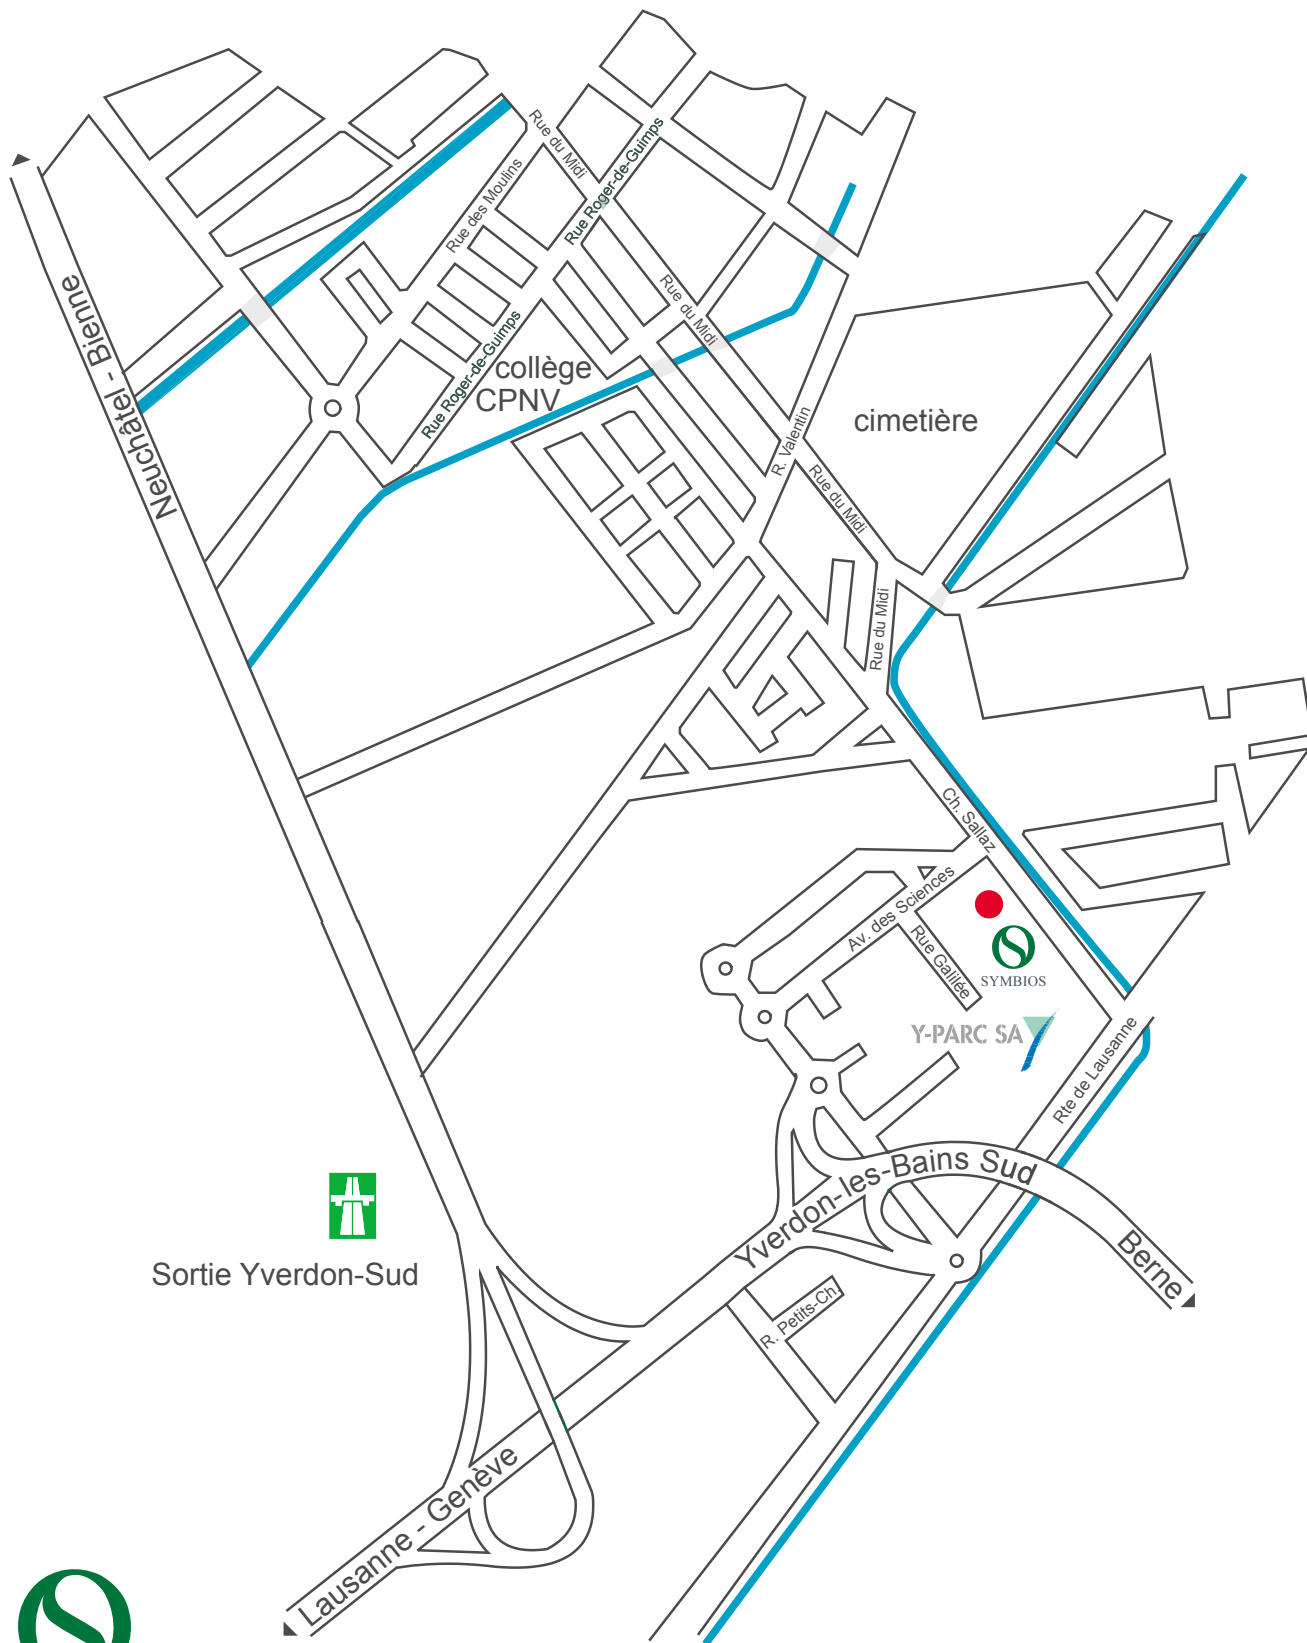 Rue du Midi
Rue Roger-de-Guimps
Rue des Moulins
Neuchâtel - Bienne
Rue du Midi
Rue Roger-de-Guimps
collège
CPNV
cimetière
R. Valentin
Rue du Midi
Rue du Midi
Ch. Sallaz
Av. des Sciences
Rue Galilée
SYMBIOS
Y-PARC SA
Rte de Lausanne
Yverdon-les-Bains Sud
Berne
Sortie Yverdon-Sud
R. Petits-Ch.
Lausanne - Genève